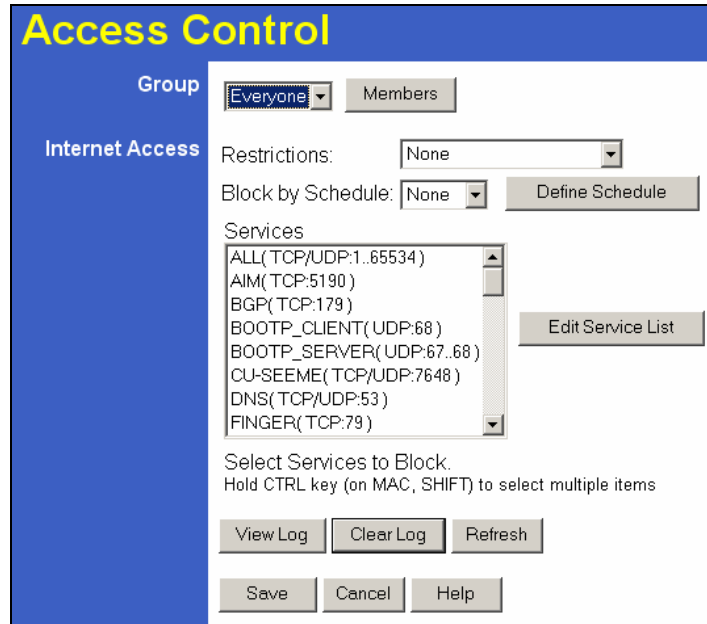 Access Control
Group Everyone Members
Internet Access Restrictions: None
Block by Schedule: None Define Schedule
Services
ALL(TCP/UDP:1..65534)
AIM(TCP:5190)
BGP(TCP:179)
BOOTP_CLIENT(UDP:68)
BOOTP_SERVER(UDP:67..68)
CU-SEEME(TCP/UDP:7648)
DNS(TCP/UDP:53)
FINGER(TCP:79)
Edit Service List
Select Services to Block.
Hold CTRL key (on MAC, SHIFT) to select multiple items
View Log Clear Log Refresh
Save Cancel Help